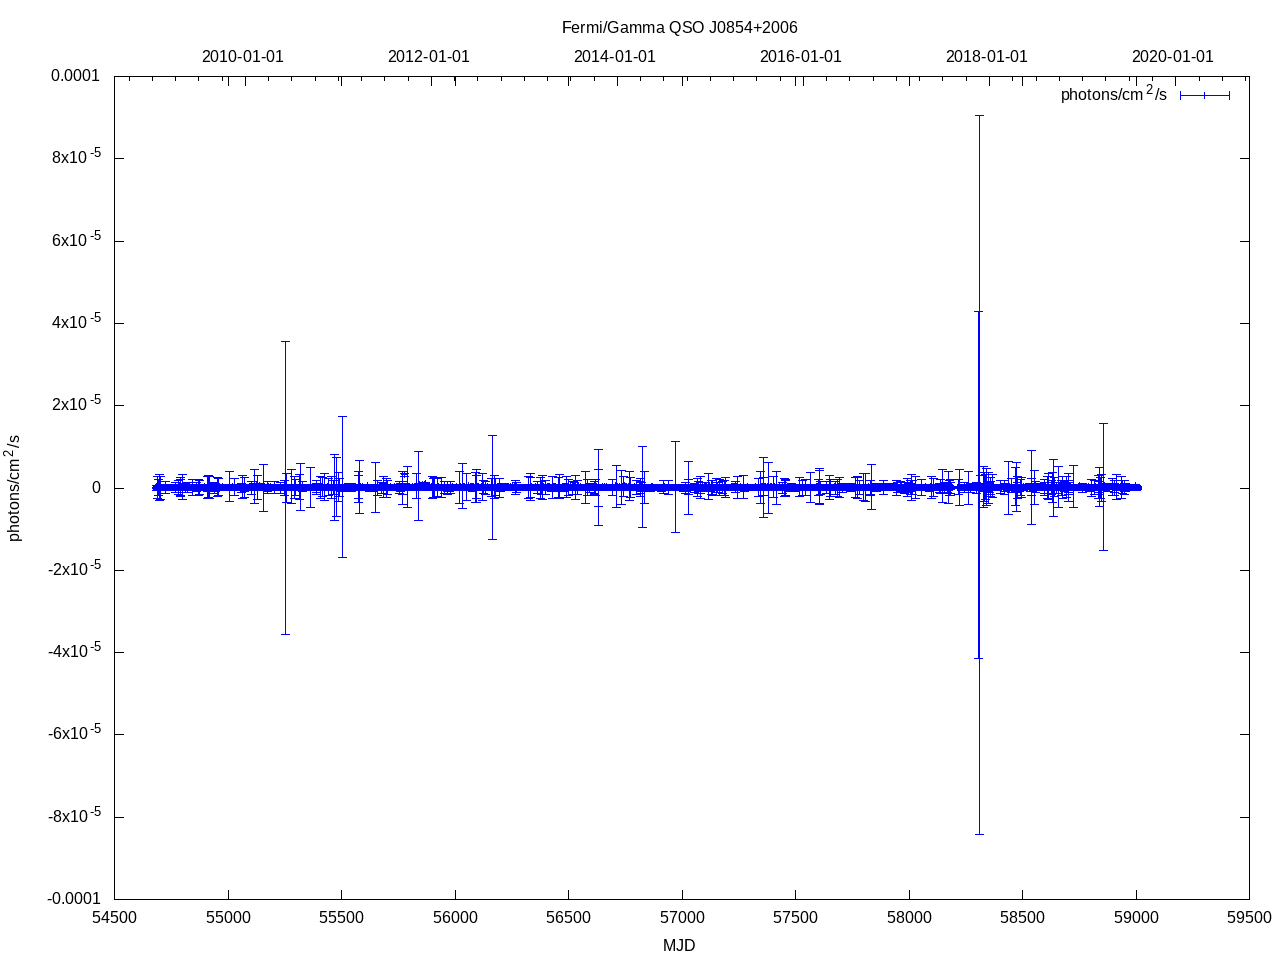 Fermi/Gamma QSO J0854+2006
2010-01-01 2012-01-01 2014-01-01 2016-01-01 2018-01-01 2020-01-01
0.0001
photons/cm²/s
8x10⁻⁵
6x10⁻⁵
4x10⁻⁵
2x10⁻⁵
0
-2x10⁻⁵
-4x10⁻⁵
-6x10⁻⁵
-8x10⁻⁵
-0.0001
photons/cm²/s
54500 55000 55500 56000 56500 57000 57500 58000 58500 59000 59500
MJD